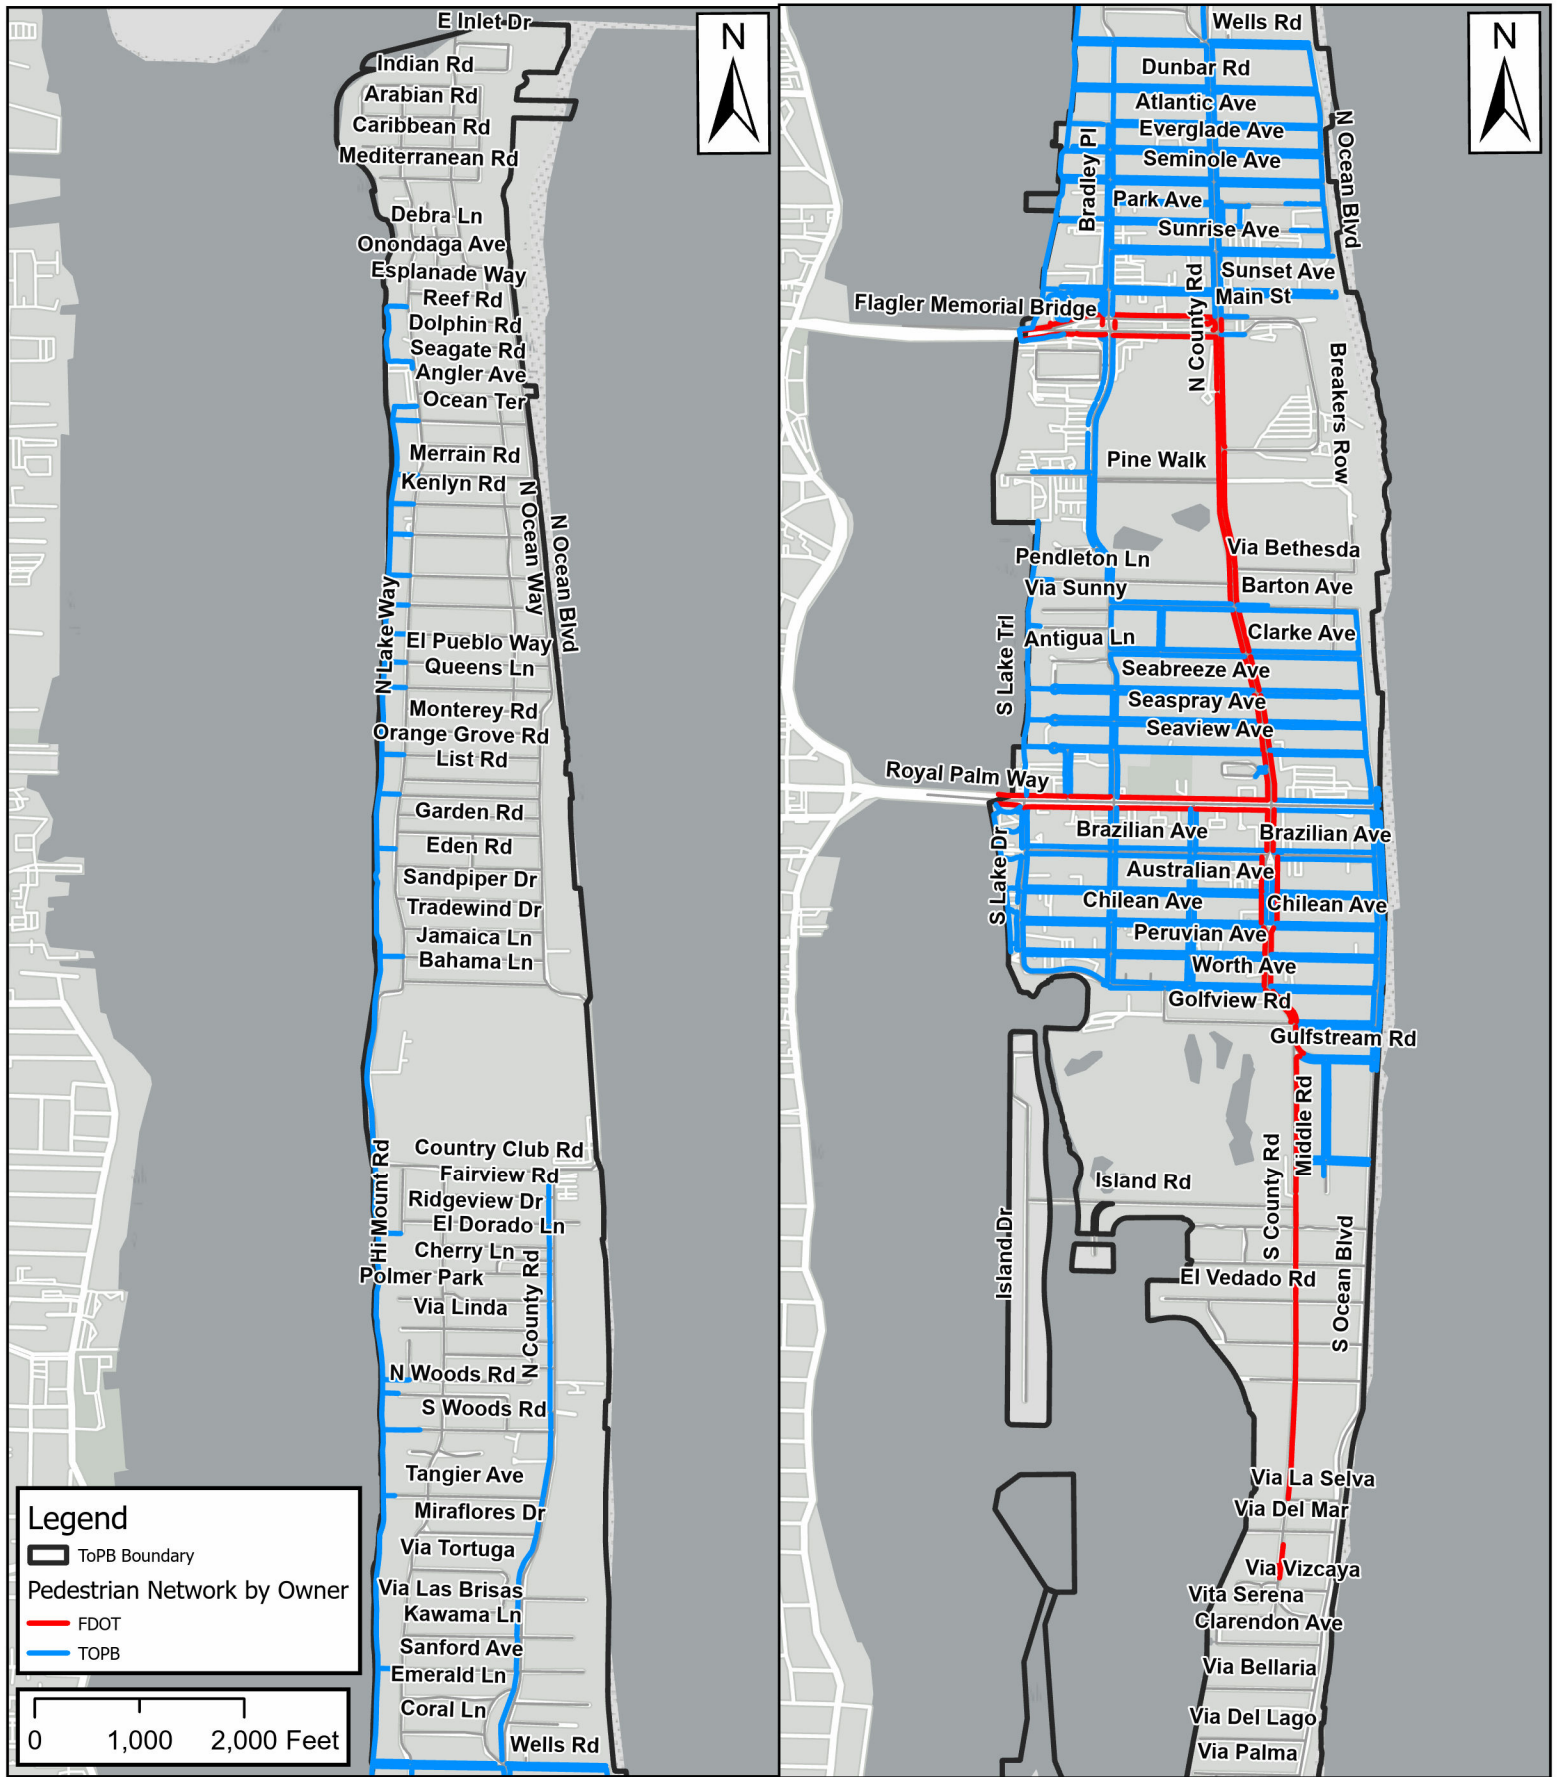 E Inlet Dr
Indian Rd
Arabian Rd
Caribbean Rd
Mediterranean Rd
Debra Ln
Onondaga Ave
Esplanade Way
Reef Rd
Dolphin Rd
Seagate Rd
Angler Ave
Ocean Ter
Merrain Rd
Kenlyn Rd
N Ocean Way
N Ocean Blvd
N Lake Way
El Pueblo Way
Queens Ln
Monterey Rd
Orange Grove Rd
List Rd
Garden Rd
Eden Rd
Sandpiper Dr
Tradewind Dr
Jamaica Ln
Bahama Ln
Country Club Rd
Fairview Rd
Hi Mount Rd
Ridgeview Dr
El Dorado Ln
Cherry Ln
Polmer Park
N County Rd
Via Linda
N Woods Rd
S Woods Rd
Tangier Ave
Miraflores Dr
Via Tortuga
Via Las Brisas
Kawama Ln
Sanford Ave
Emerald Ln
Coral Ln
Wells Rd
N
Legend
ToPB Boundary
Pedestrian Network by Owner
FDOT
TOPB
0 1,000 2,000 Feet
Wells Rd
N
Dunbar Rd
Atlantic Ave
Everglade Ave
Seminole Ave
Bradley Pl
N Ocean Blvd
Park Ave
Sunrise Ave
Sunset Ave
Main St
N County Rd
Flagler Memorial Bridge
Breakers Row
Pine Walk
Via Bethesda
Pendleton Ln
Barton Ave
Via Sunny
Clarke Ave
Antigua Ln
S Lake Trl
Seabreeze Ave
Seaspray Ave
Seaview Ave
Royal Palm Way
Brazilian Ave
Brazilian Ave
S Lake Dr
Australian Ave
Chilean Ave
Chilean Ave
Peruvian Ave
Worth Ave
Golfview Rd
Gulfstream Rd
Middle Rd
Island Rd
S County Rd
Island Dr
S Ocean Blvd
El Vedado Rd
Via La Selva
Via Del Mar
Via Vizcaya
Vita Serena
Clarendon Ave
Via Bellaria
Via Del Lago
Via Palma